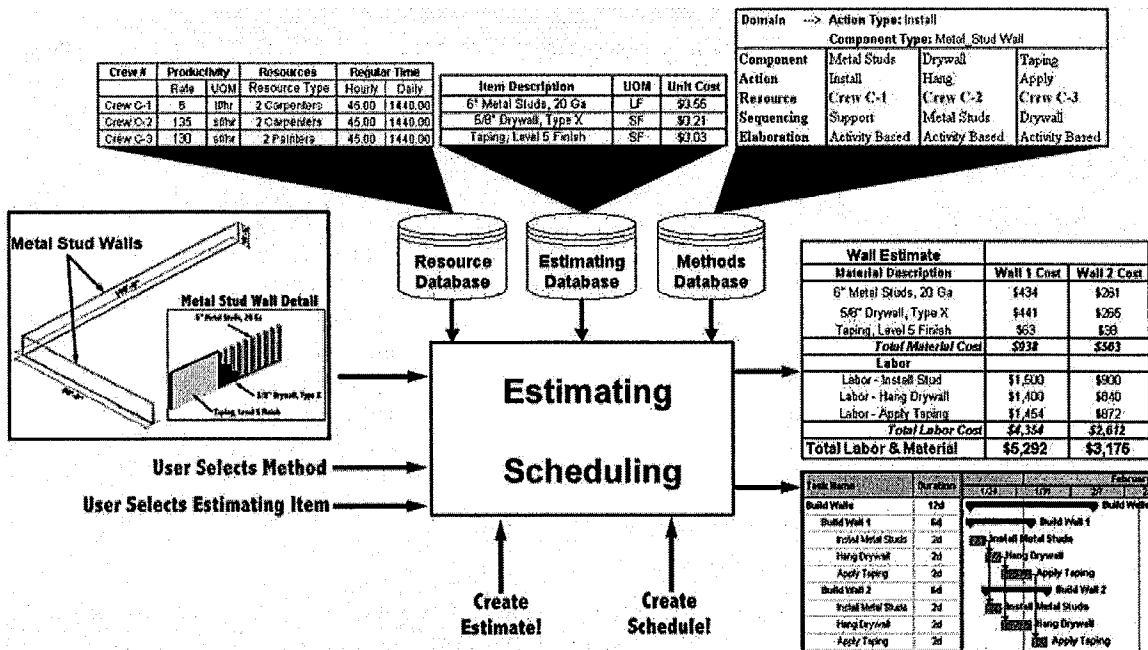 Domain ---> Action Type: Install
Component Type: Metal_Stud Wall
Component Metal Studs Drywall Taping
Action Install Hang Apply
Resource Crew C-1 Crew C-2 Crew C-3
Sequencing Support Metal Studs Drywall
Elaboration Activity Based Activity Based Activity Based
Crew # Productivity Resources Regular Time
Rate UOM Resource Type Hourly Daily
Crew C-1 6 lf/hr 2 Carpenters 45.00 1440.00
Crew C-2 135 sf/hr 2 Carpenters 45.00 1440.00
Crew C-3 130 sf/hr 2 Painters 45.00 1440.00
Item Description UOM Unit Cost
6" Metal Studs, 20 Ga LF $3.55
5/8" Drywall, Type X SF $0.21
Taping, Level 5 Finish SF $0.03
Metal Stud Walls
Metal Stud Wall Detail
6" Metal Studs, 20 Ga
5/8" Drywall, Type X
Taping, Level 5 Finish
Resource Database
Estimating Database
Methods Database
Estimating
Scheduling
User Selects Method
User Selects Estimating Item
Create Estimate!
Create Schedule!
Wall Estimate
Material Description Wall 1 Cost Wall 2 Cost
6" Metal Studs, 20 Ga $434 $261
5/8" Drywall, Type X $441 $265
Taping, Level 5 Finish $63 $38
Total Material Cost $938 $563
Labor
Labor - Install Stud $1,500 $900
Labor - Hang Drywall $1,400 $840
Labor - Apply Taping $1,454 $872
Total Labor Cost $4,354 $2,612
Total Labor & Material $5,292 $3,175
Task Name Duration Februar
1/24 1/31 2/7
Build Walls 12d Build Walls
Build Wall 1 6d Build Wall 1
Install Metal Studs 2d Install Metal Studs
Hang Drywall 2d Hang Drywall
Apply Taping 2d Apply Taping
Build Wall 2 6d Build Wall 2
Install Metal Studs 2d Install Metal Studs
Hang Drywall 2d Hang Drywall
Apply Taping 2d Apply Taping